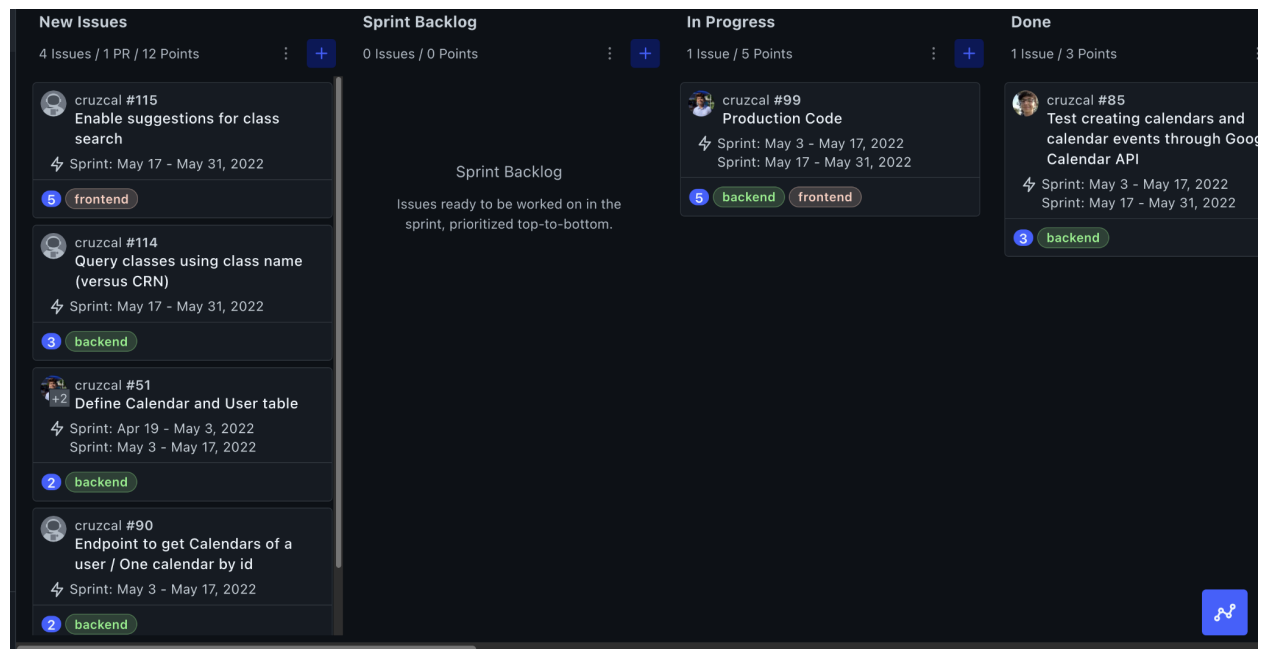 New Issues
4 Issues / 1 PR / 12 Points
cruzcal #115
Enable suggestions for class
search
Sprint: May 17 - May 31, 2022
5 frontend
cruzcal #114
Query classes using class name
(versus CRN)
Sprint: May 17 - May 31, 2022
3 backend
+2
cruzcal #51
Define Calendar and User table
Sprint: Apr 19 - May 3, 2022
Sprint: May 3 - May 17, 2022
2 backend
cruzcal #90
Endpoint to get Calendars of a
user / One calendar by id
Sprint: May 3 - May 17, 2022
2 backend
Sprint Backlog
0 Issues / 0 Points
Sprint Backlog
Issues ready to be worked on in the
sprint, prioritized top-to-bottom.
In Progress
1 Issue / 5 Points
cruzcal #99
Production Code
Sprint: May 3 - May 17, 2022
Sprint: May 17 - May 31, 2022
5 backend frontend
Done
1 Issue / 3 Points
cruzcal #85
Test creating calendars and
calendar events through Goog
Calendar API
Sprint: May 3 - May 17, 2022
Sprint: May 17 - May 31, 2022
3 backend